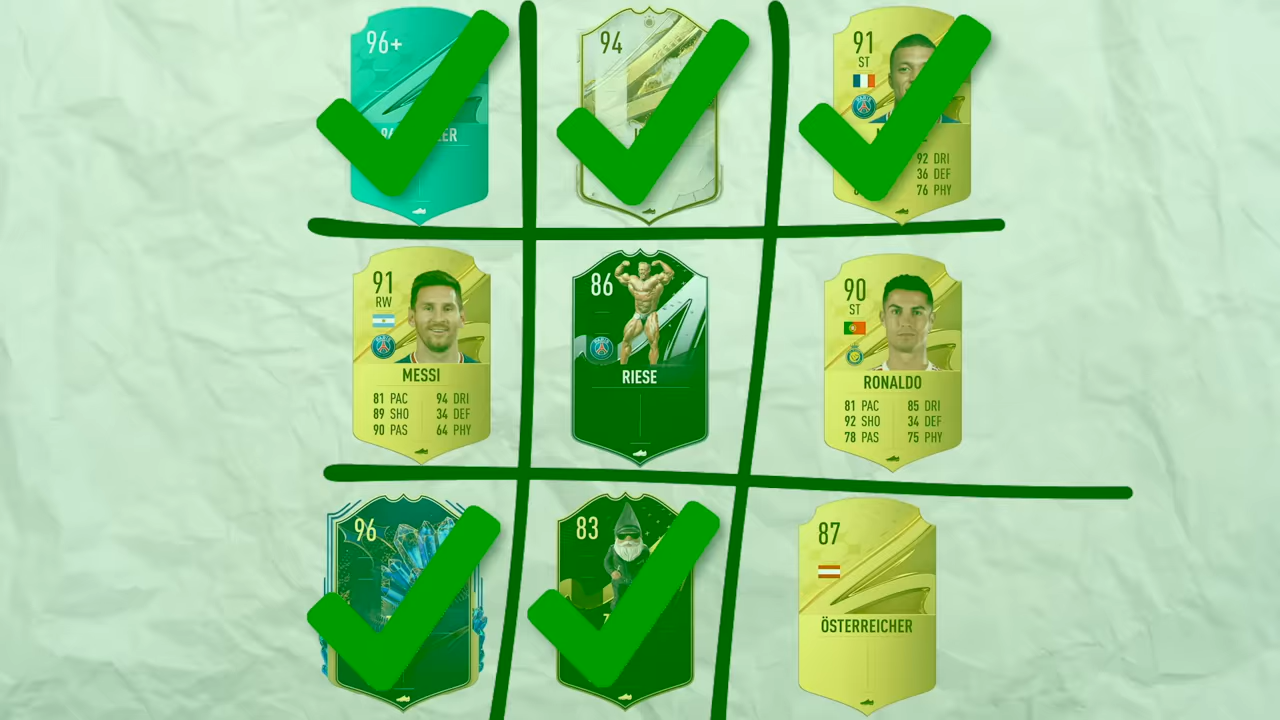 96+
94
91
ST
92 DRI
36 DEF
76 PHY
91
RW
MESSI
81 PAC 94 DRI
89 SHO 34 DEF
90 PAS 64 PHY
86
RIESE
90
ST
RONALDO
81 PAC 85 DRI
92 SHO 34 DEF
78 PAS 75 PHY
96
83
87
ÖSTERREICHER